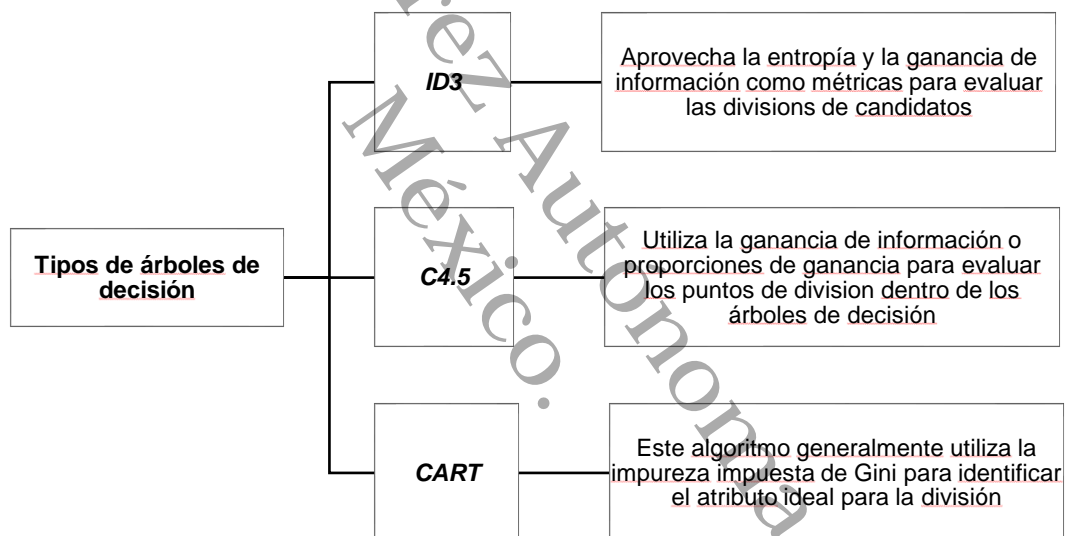 ID3
Aprovecha la entropía y la ganancia de
información como métricas para evaluar
las divisions de candidatos
Tipos de árboles de
decisión
C4.5
Utiliza la ganancia de información o
proporciones de ganancia para evaluar
los puntos de division dentro de los
árboles de decisión
CART
Este algoritmo generalmente utiliza la
impureza impuesta de Gini para identificar
el atributo ideal para la división
Autonoma
México.